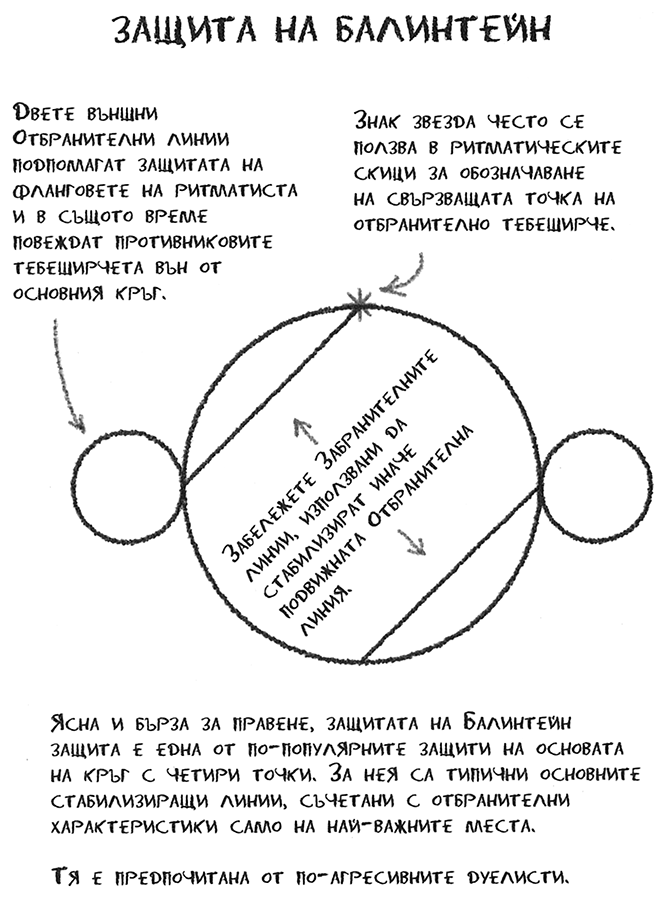 ЗАЩИТА НА БАЛИНТЕЙН
ДВЕТЕ ВЪНШНИ
ОТБРАНИТЕЛНИ ЛИНИИ
ПОДПОМАГАТ ЗАЩИТАТА НА
ФЛАНГОВЕТЕ НА РИТМАТИСТА
И В СЪЩОТО ВРЕМЕ
ПОВЕЖДАТ ПРОТИВНИКОВИТЕ
ТЕБЕШИРЧЕТА ВЪН ОТ
ОСНОВНИЯ КРЪГ.
ЗНАК ЗВЕЗДА ЧЕСТО СЕ
ПОЛЗВА В РИТМАТИЧЕСКИТЕ
СКИЦИ ЗА ОБОЗНАЧАВАНЕ
НА СВЪРЗВАЩАТА ТОЧКА НА
ОТБРАНИТЕЛНО ТЕБЕШИРЧЕ.
ЗАБЕЛЕЖЕТЕ ЗАБРАНИТЕЛНИТЕ
ЛИНИИ, ИЗПОЛЗВАНИ ДА
СТАБИЛИЗИРАТ ИНАЧЕ
ПОДВИЖНАТА ОТБРАНИТЕЛНА
ЛИНИЯ.
ЯСНА И БЪРЗА ЗА ПРАВЕНЕ, ЗАЩИТАТА НА БАЛИНТЕЙН
ЗАЩИТА Е ЕДНА ОТ ПО-ПОПУЛЯРНИТЕ ЗАЩИТИ НА ОСНОВАТА
НА КРЪГ С ЧЕТИРИ ТОЧКИ. ЗА НЕЯ СА ТИПИЧНИ ОСНОВНИТЕ
СТАБИЛИЗИРАЩИ ЛИНИИ, СЪЧЕТАНИ С ОТБРАНИТЕЛНИ
ХАРАКТЕРИСТИКИ САМО НА НАЙ-ВАЖНИТЕ МЕСТА.
ТЯ Е ПРЕДПОЧИТАНА ОТ ПО-АГРЕСИВНИТЕ ДУЕЛИСТИ.